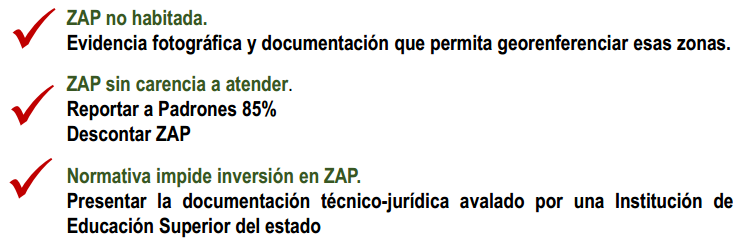 ZAP no habitada.
Evidencia fotográfica y documentación que permita georenferenciar esas zonas.
ZAP sin carencia a atender.
Reportar a Padrones 85%
Descontar ZAP
Normativa impide inversión en ZAP.
Presentar la documentación técnico-jurídica avalado por una Institución de
Educación Superior del estado